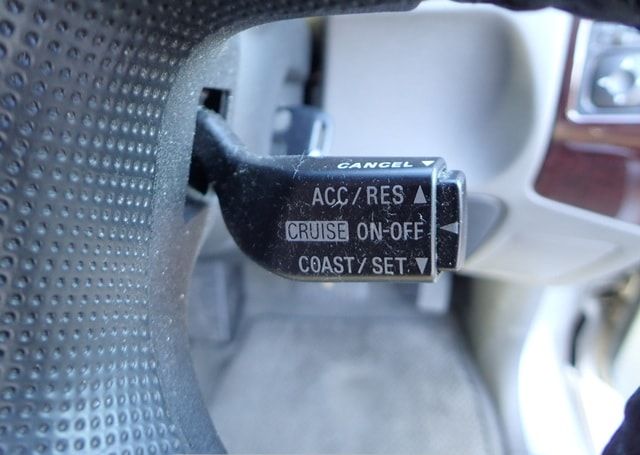 CANCEL ▼
ACC/RES ▲
CRUISE ON-OFF ◀
COAST/SET ▼